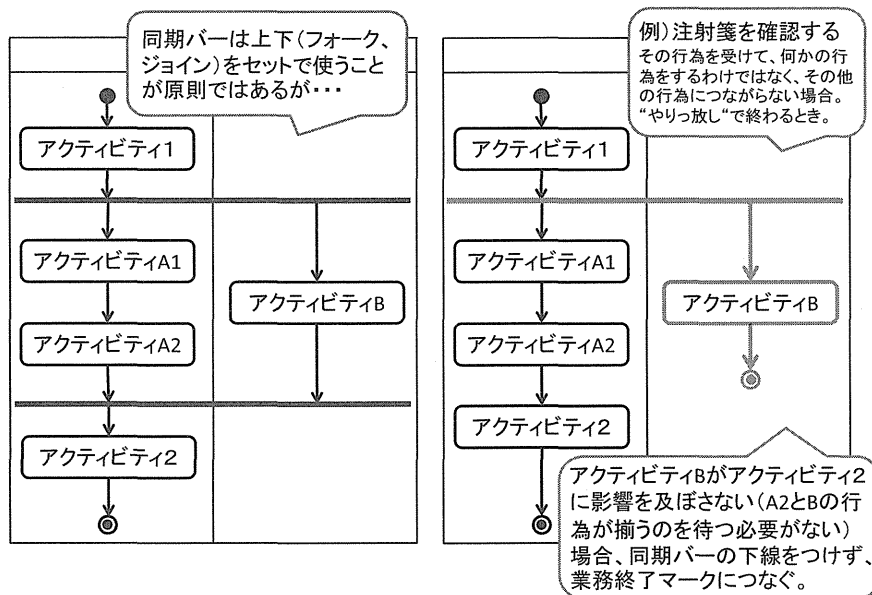 同期バーは上下(フォーク、
ジョイン)をセットで使うこと
が原則ではあるが・・・
アクティビティ1
アクティビティA1
アクティビティB
アクティビティA2
アクティビティ2
例)注射箋を確認する
その行為を受けて、何かの行
為をするわけではなく、その他
の行為につながらない場合。
“やりっ放し“で終わるとき。
アクティビティ1
アクティビティA1
アクティビティB
アクティビティA2
アクティビティ2
アクティビティBがアクティビティ2
に影響を及ぼさない(A2とBの行
為が揃うのを待つ必要がない)
場合、同期バーの下線をつけず、
業務終了マークにつなぐ。